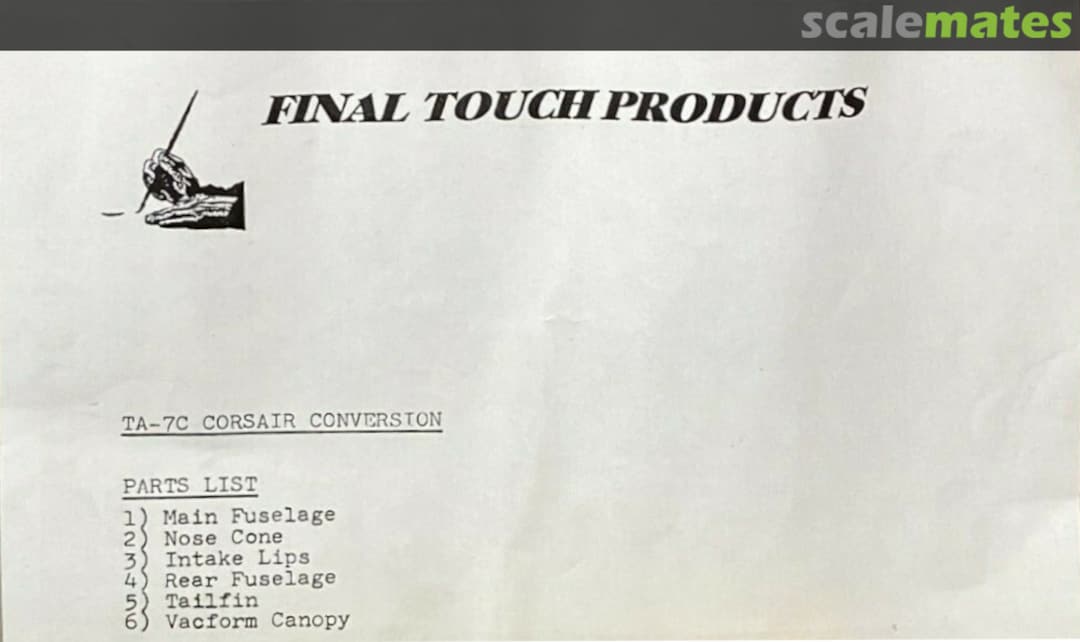 scalemates
FINAL TOUCH PRODUCTS
TA-7C CORSAIR CONVERSION
PARTS LIST
1) Main Fuselage
2) Nose Cone
3) Intake Lips
4) Rear Fuselage
5) Tailfin
6) Vacform Canopy